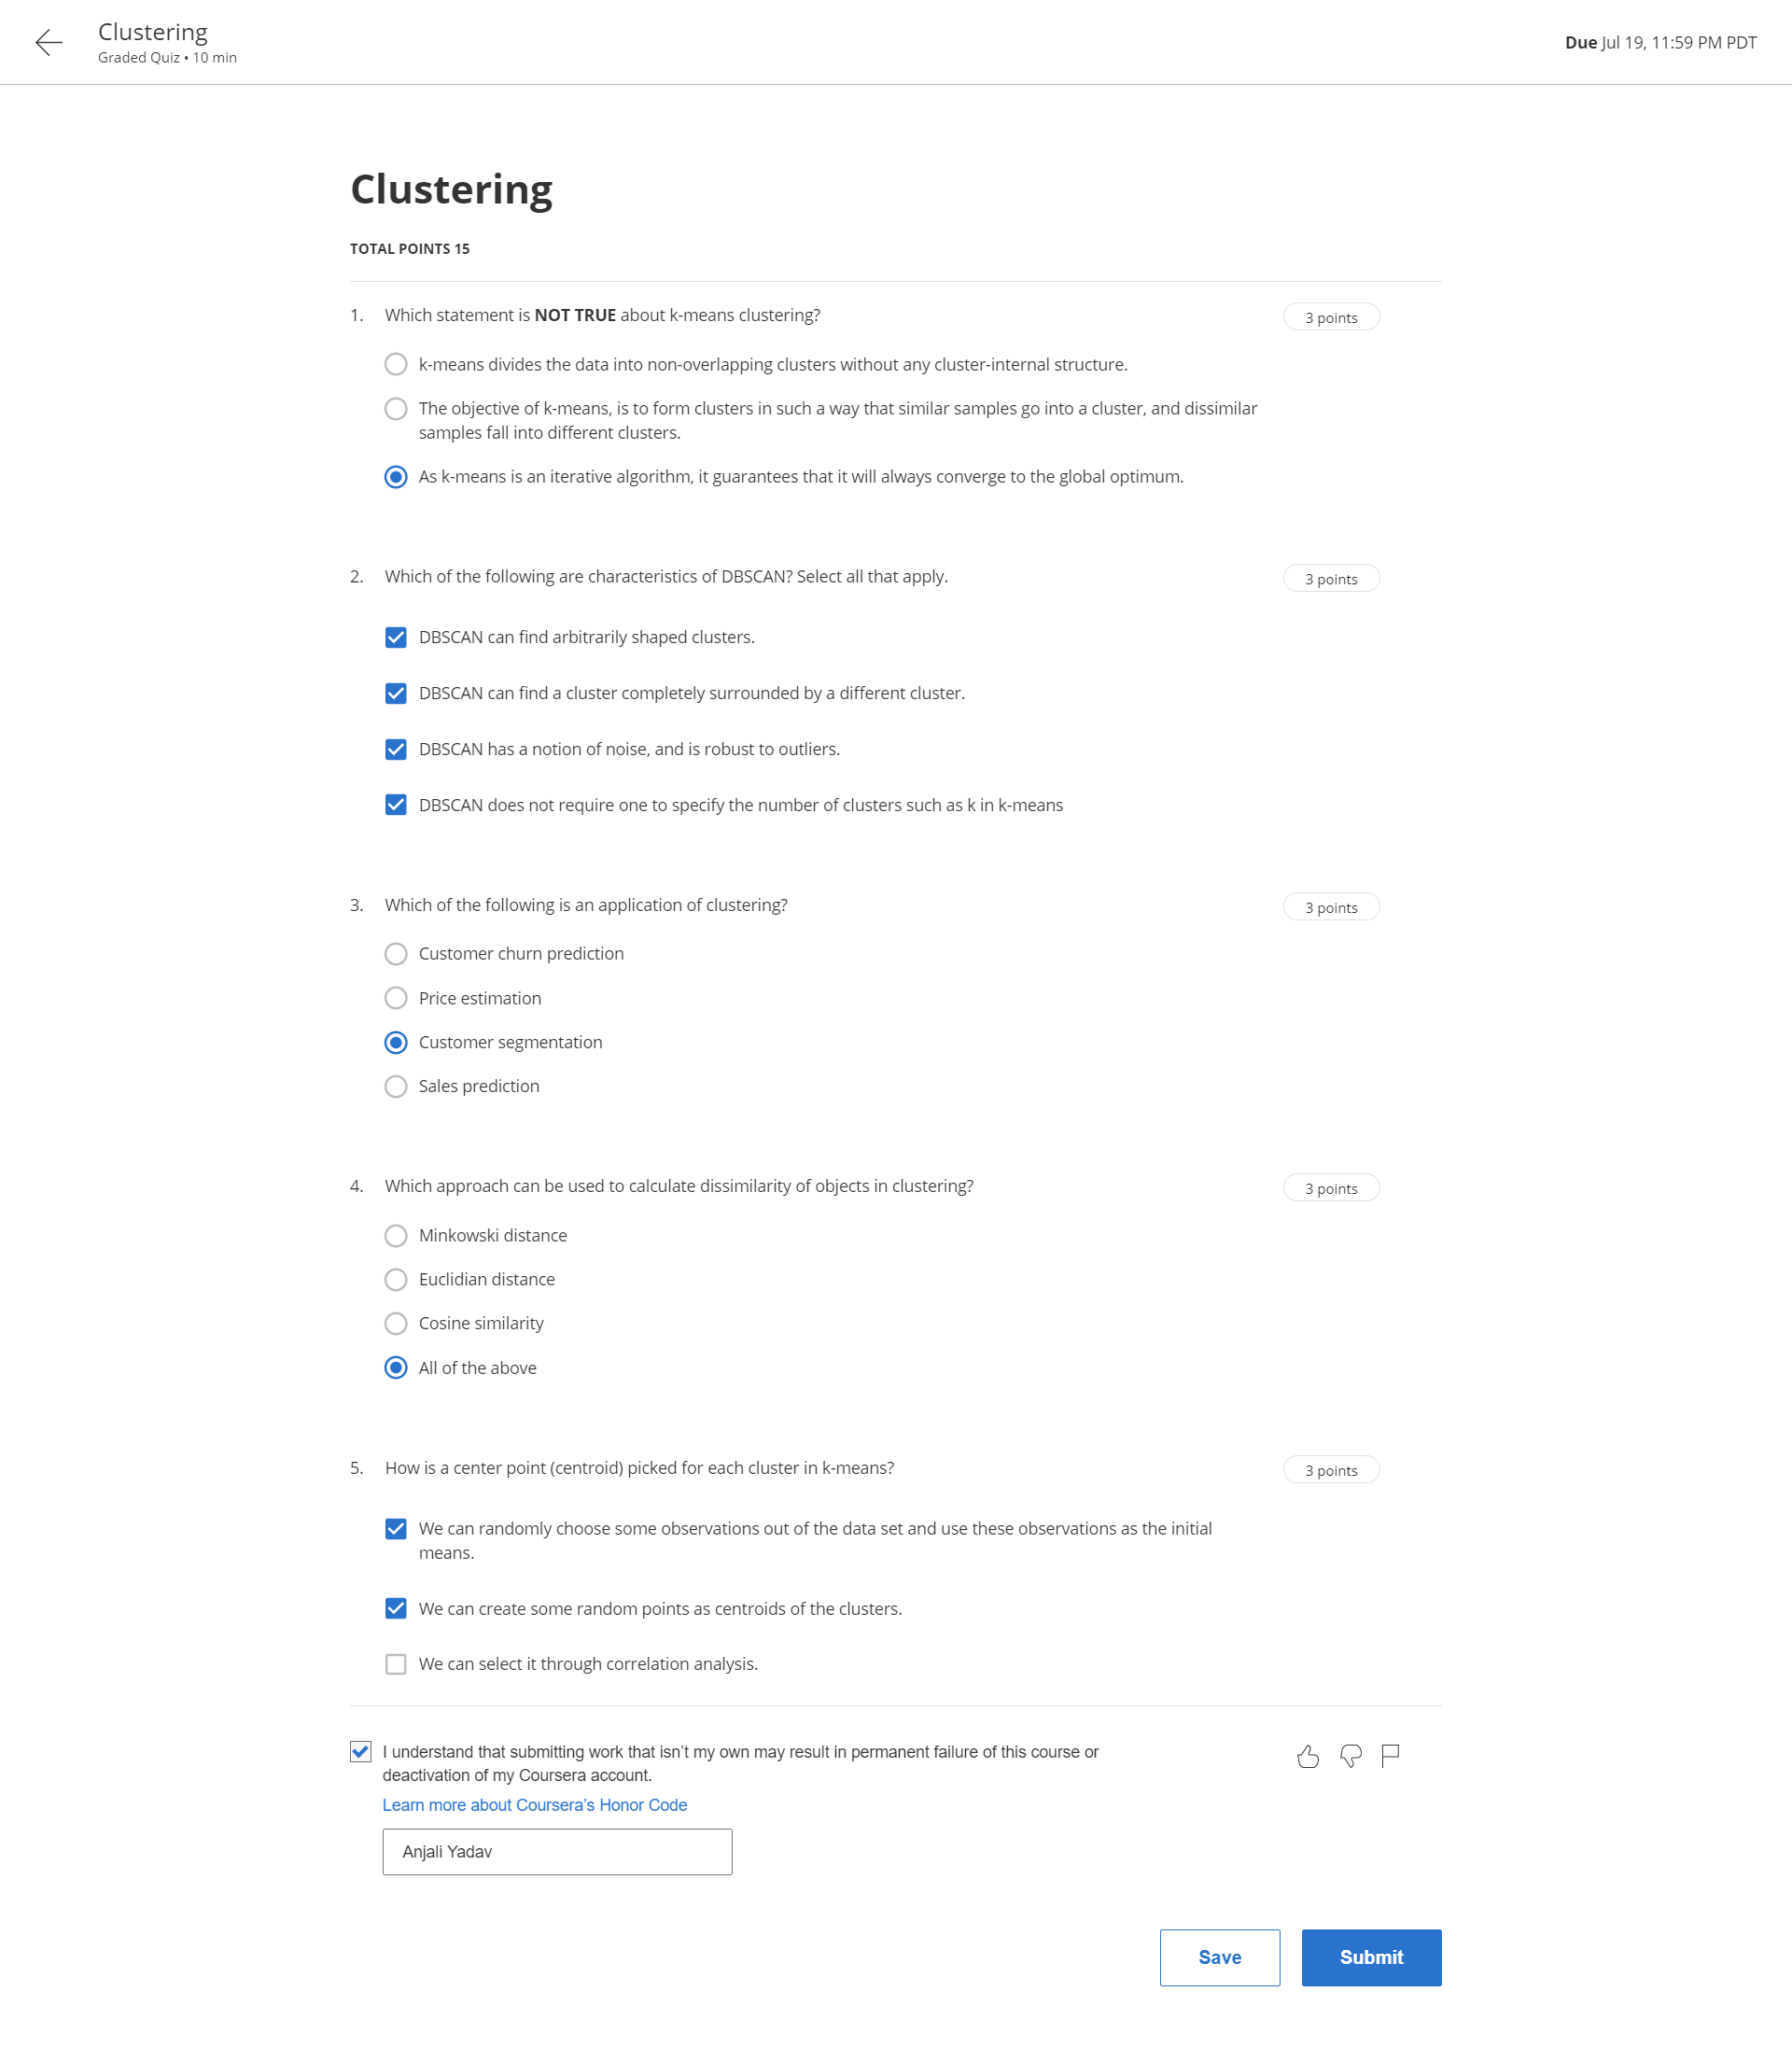 Clustering
Graded Quiz • 10 min
Due Jul 19, 11:59 PM PDT
Clustering
TOTAL POINTS 15
1. Which statement is NOT TRUE about k-means clustering?
3 points
k-means divides the data into non-overlapping clusters without any cluster-internal structure.
The objective of k-means, is to form clusters in such a way that similar samples go into a cluster, and dissimilar
samples fall into different clusters.
As k-means is an iterative algorithm, it guarantees that it will always converge to the global optimum.
2. Which of the following are characteristics of DBSCAN? Select all that apply.
3 points
DBSCAN can find arbitrarily shaped clusters.
DBSCAN can find a cluster completely surrounded by a different cluster.
DBSCAN has a notion of noise, and is robust to outliers.
DBSCAN does not require one to specify the number of clusters such as k in k-means
3. Which of the following is an application of clustering?
3 points
Customer churn prediction
Price estimation
Customer segmentation
Sales prediction
4. Which approach can be used to calculate dissimilarity of objects in clustering?
3 points
Minkowski distance
Euclidian distance
Cosine similarity
All of the above
5. How is a center point (centroid) picked for each cluster in k-means?
3 points
We can randomly choose some observations out of the data set and use these observations as the initial
means.
We can create some random points as centroids of the clusters.
We can select it through correlation analysis.
I understand that submitting work that isn’t my own may result in permanent failure of this course or
deactivation of my Coursera account.
Learn more about Coursera’s Honor Code
Anjali Yadav
Save
Submit